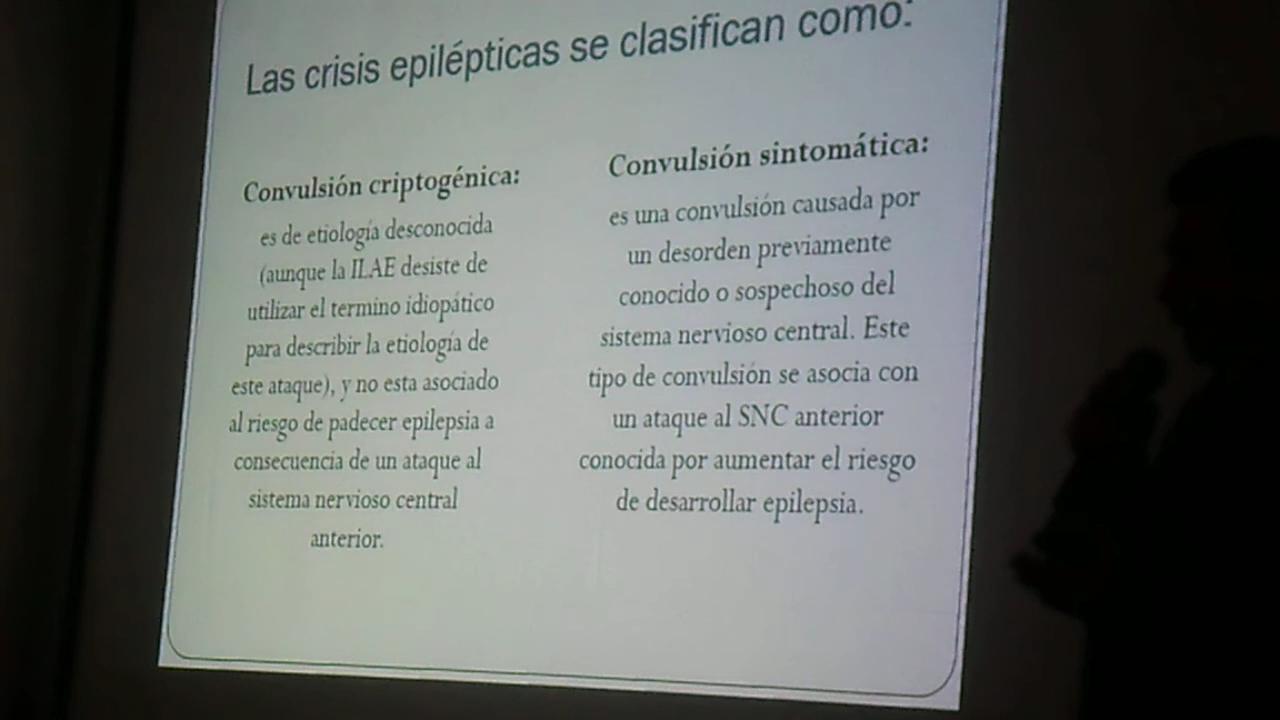 Las crisis epilépticas se clasifican como:
Convulsión criptogénica:
es de etiología desconocida
(aunque la ILAE desiste de
utilizar el termino idiopático
para describir la etiología de
este ataque), y no esta asociado
al riesgo de padecer epilepsia a
consecuencia de un ataque al
sistema nervioso central
anterior.
Convulsión sintomática:
es una convulsión causada por
un desorden previamente
conocido o sospechoso del
sistema nervioso central. Este
tipo de convulsión se asocia con
un ataque al SNC anterior
conocida por aumentar el riesgo
de desarrollar epilepsia.